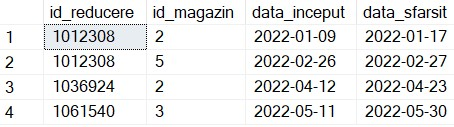 id_reducere id_magazin data_inceput data_sfarsit
1 1012308 2 2022-01-09 2022-01-17
2 1012308 5 2022-02-26 2022-02-27
3 1036924 2 2022-04-12 2022-04-23
4 1061540 3 2022-05-11 2022-05-30